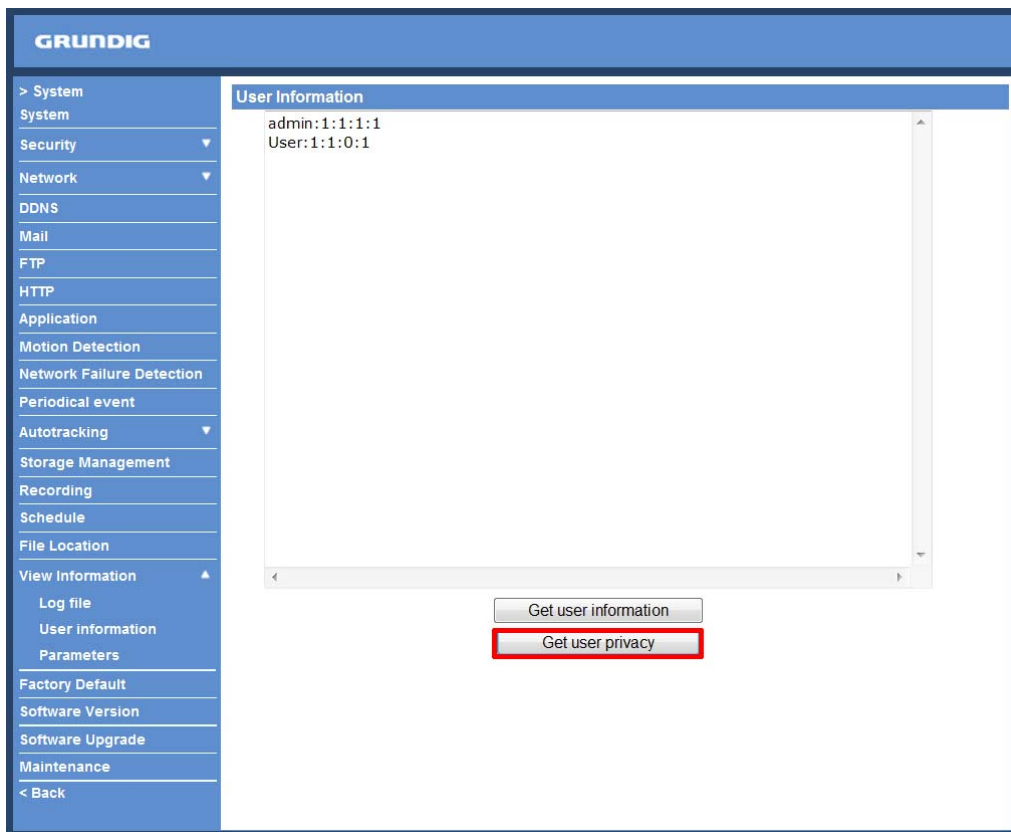 GRUNDIG
> System
System
Security
Network
DDNS
Mail
FTP
HTTP
Application
Motion Detection
Network Failure Detection
Periodical event
Autotracking
Storage Management
Recording
Schedule
File Location
View Information
Log file
User information
Parameters
Factory Default
Software Version
Software Upgrade
Maintenance
< Back
User Information
admin:1:1:1:1
User:1:1:0:1
Get user information
Get user privacy